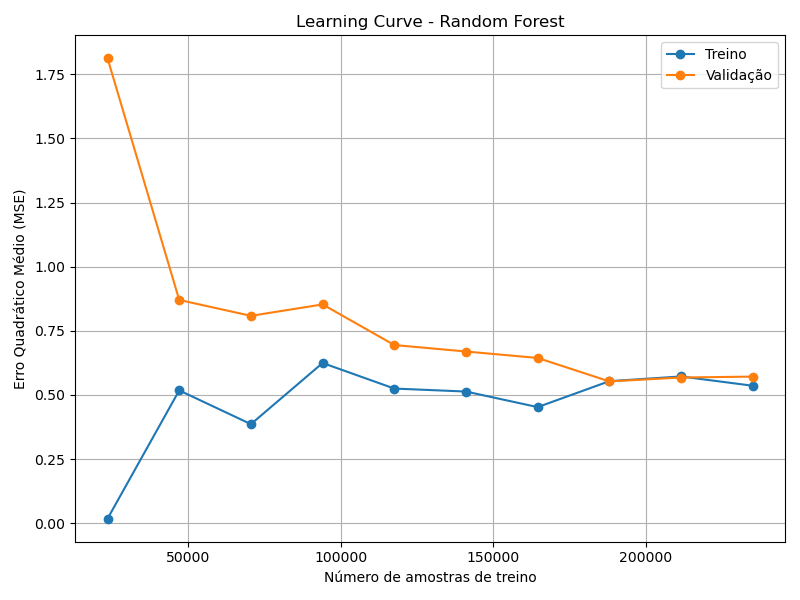 Learning Curve - Random Forest
Treino
Validação
Erro Quadrático Médio (MSE)
1.75
1.50
1.25
1.00
0.75
0.50
0.25
0.00
50000 100000 150000 200000
Número de amostras de treino